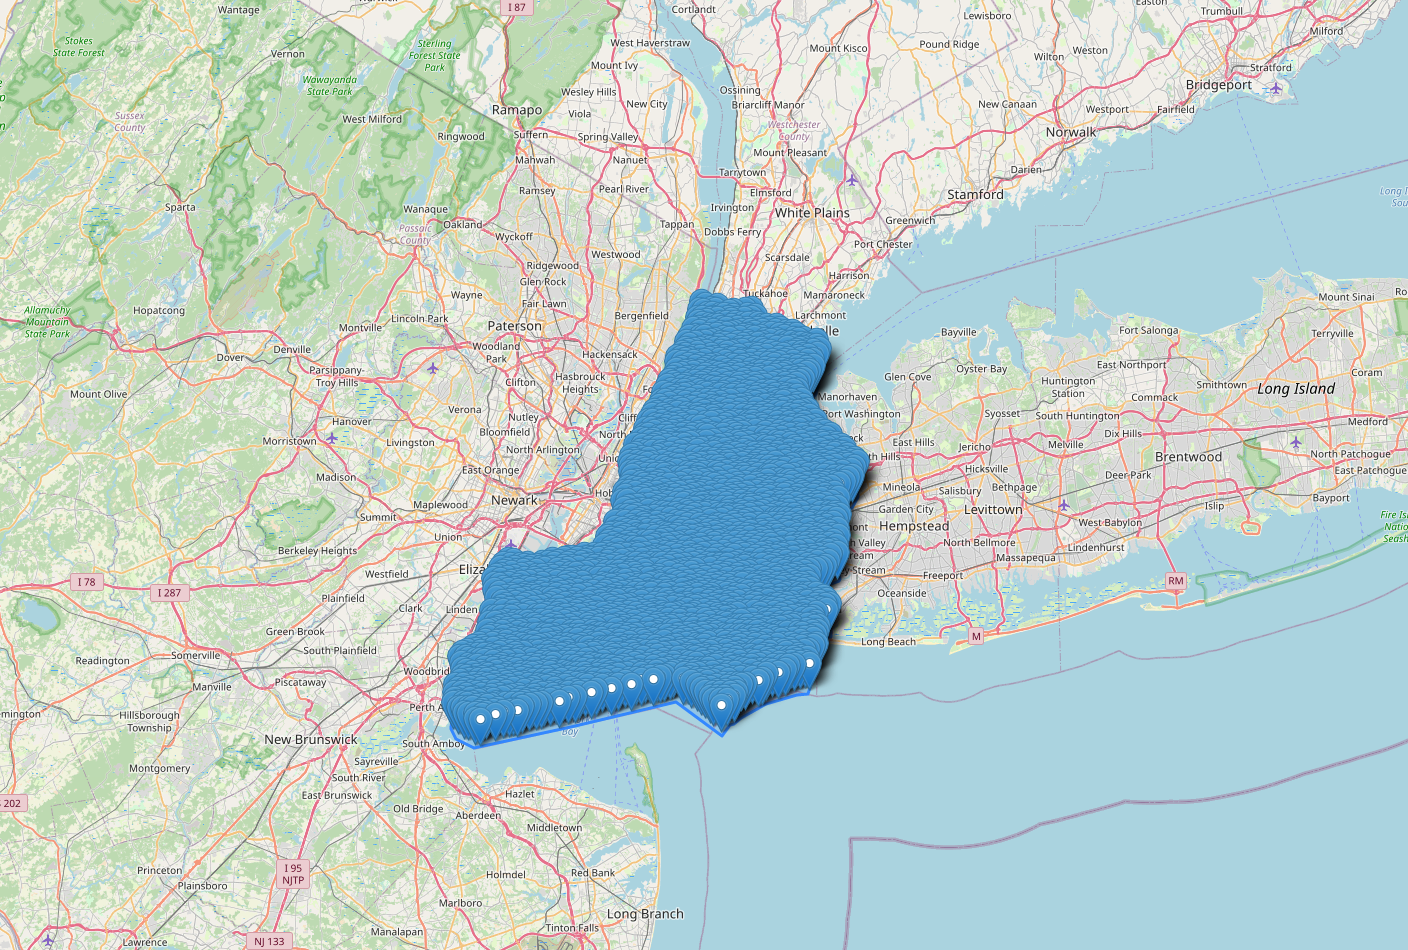 Wantage
I 87
Cortlandt
Lewisboro
Easton
Trumbull
Milford
Stokes
State Forest
Vernon
Sterling
Forest State
Park
West Haverstraw
Mount Kisco
Pound Ridge
Weston
Wilton
Mount Ivy
Stratford
Bridgeport
Wawayanda
State Park
Wesley Hills
New City
Ossining
Briarcliff Manor
New Canaan
Westport
Fairfield
Ramapo
Viola
Sussex
County
West Milford
Ringwood
Suffern
Spring Valley
Westchester
County
Norwalk
Mahwah
Nanuet
Mount Pleasant
Tarrytown
Darien
Ramsey
Pearl River
Elmsford
Stamford
Sparta
Wanaque
Irvington
White Plains
Oakland
Passaic
County
Wyckoff
Tappan
Dobbs Ferry
Greenwich
Port Chester
Westwood
Scarsdale
Ridgewood
Glen Rock
Harrison
Wayne
Fair Lawn
Tuckahoe
Mamaroneck
Mount Sinai
Allamuchy
Mountain
State Park
Hopatcong
Lincoln Park
Bergenfield
Larchmont
Montville
Paterson
Bayville
Fort Salonga
Terryville
Denville
Dover
Woodland
Park
Hackensack
Parsippany-
Troy Hills
Oyster Bay
East Northport
Coram
Clifton
Hasbrouck
Heights
Glen Cove
Huntington
Station
Smithtown
Long Island
Mount Olive
Manorhaven
Commack
Verona
Nutley
Port Washington
Syosset
South Huntington
Medford
Hanover
Bloomfield
Dix Hills
Morristown
Livingston
North Arlington
East Hills
Jericho
Melville
Brentwood
North Patchogue
East Orange
Hicksville
East Patchogue
Madison
Mineola
Salisbury
Bethpage
Deer Park
Newark
Maplewood
Garden City
Levittown
Islip
Bayport
Summit
Hempstead
West Babylon
Union
North Bellmore
Lindenhurst
Berkeley Heights
Massapequa
Westfield
Freeport
I 78
I 287
Plainfield
Clark
Linden
Oceanside
RM
Green Brook
M
Long Beach
South Plainfield
Readington
Somerville
Piscataway
Manville
Hillsborough
Township
New Brunswick
South Amboy
Bay
Sayreville
Montgomery
South River
East Brunswick
Hazlet
202
Old Bridge
Aberdeen
Middletown
Princeton
I 95
NJTP
Holmdel
Red Bank
Plainsboro
Marlboro
Long Branch
Manalapan
Tinton Falls
Lawrence
NJ 133